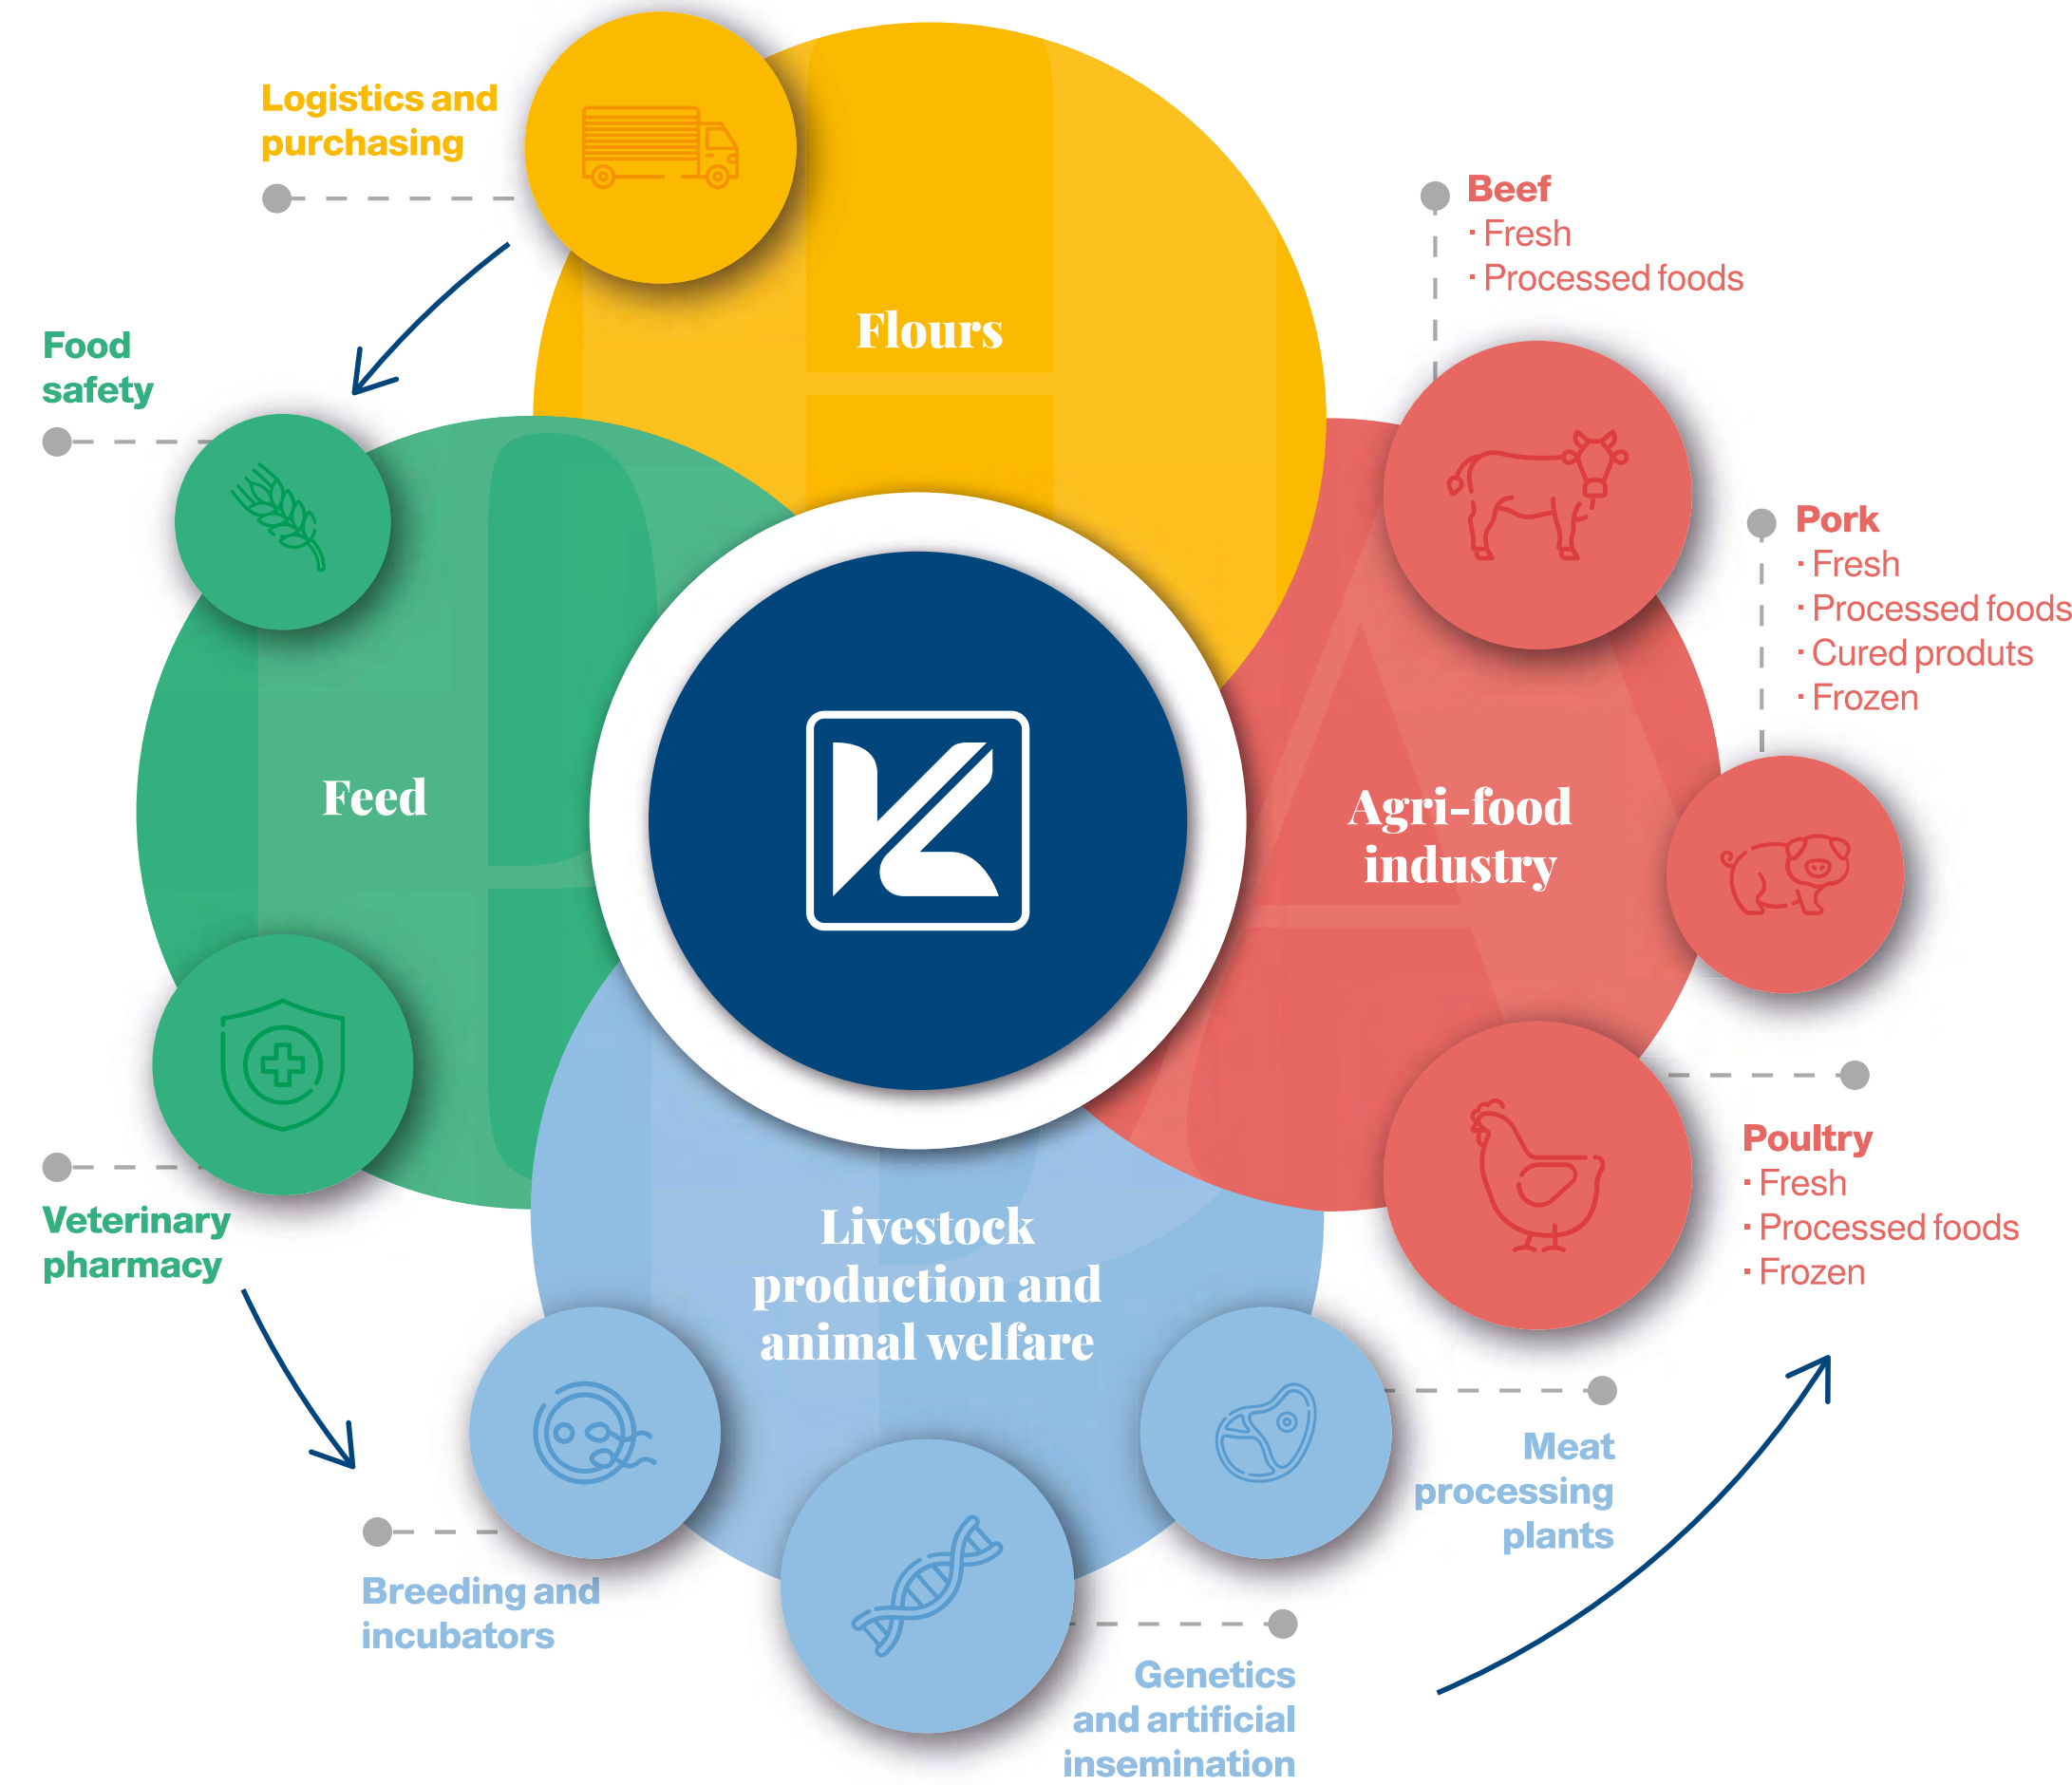 Logistics and
purchasing
Flours
Beef
· Fresh
· Processed foods
Food
safety
Pork
· Fresh
· Processed foods
· Cured produts
· Frozen
Feed
Agri-food
industry
Poultry
· Fresh
· Processed foods
· Frozen
Veterinary
pharmacy
Livestock
production and
animal welfare
Meat
processing
plants
Breeding and
incubators
Genetics
and artificial
insemination